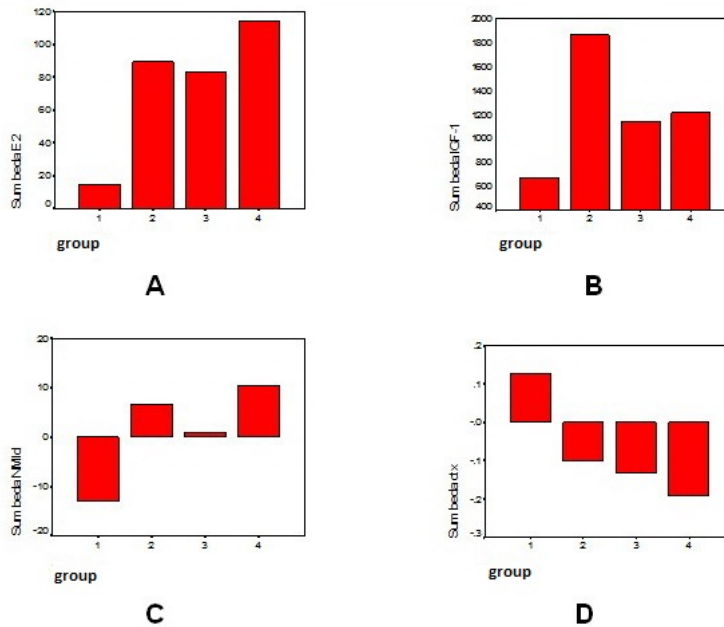 120
100
80
60
40
20
0
Sum beda E2
1 2 3 4
group
A
2000
1800
1600
1400
1200
1000
800
600
400
Sum beda IGF-1
1 2 3 4
group
B
20
10
0
-10
-20
Sum beda NMId
1 2 3 4
group
C
.2
.1
-.0
-.1
-.2
-.3
Sum beda ctx
1 2 3 4
group
D